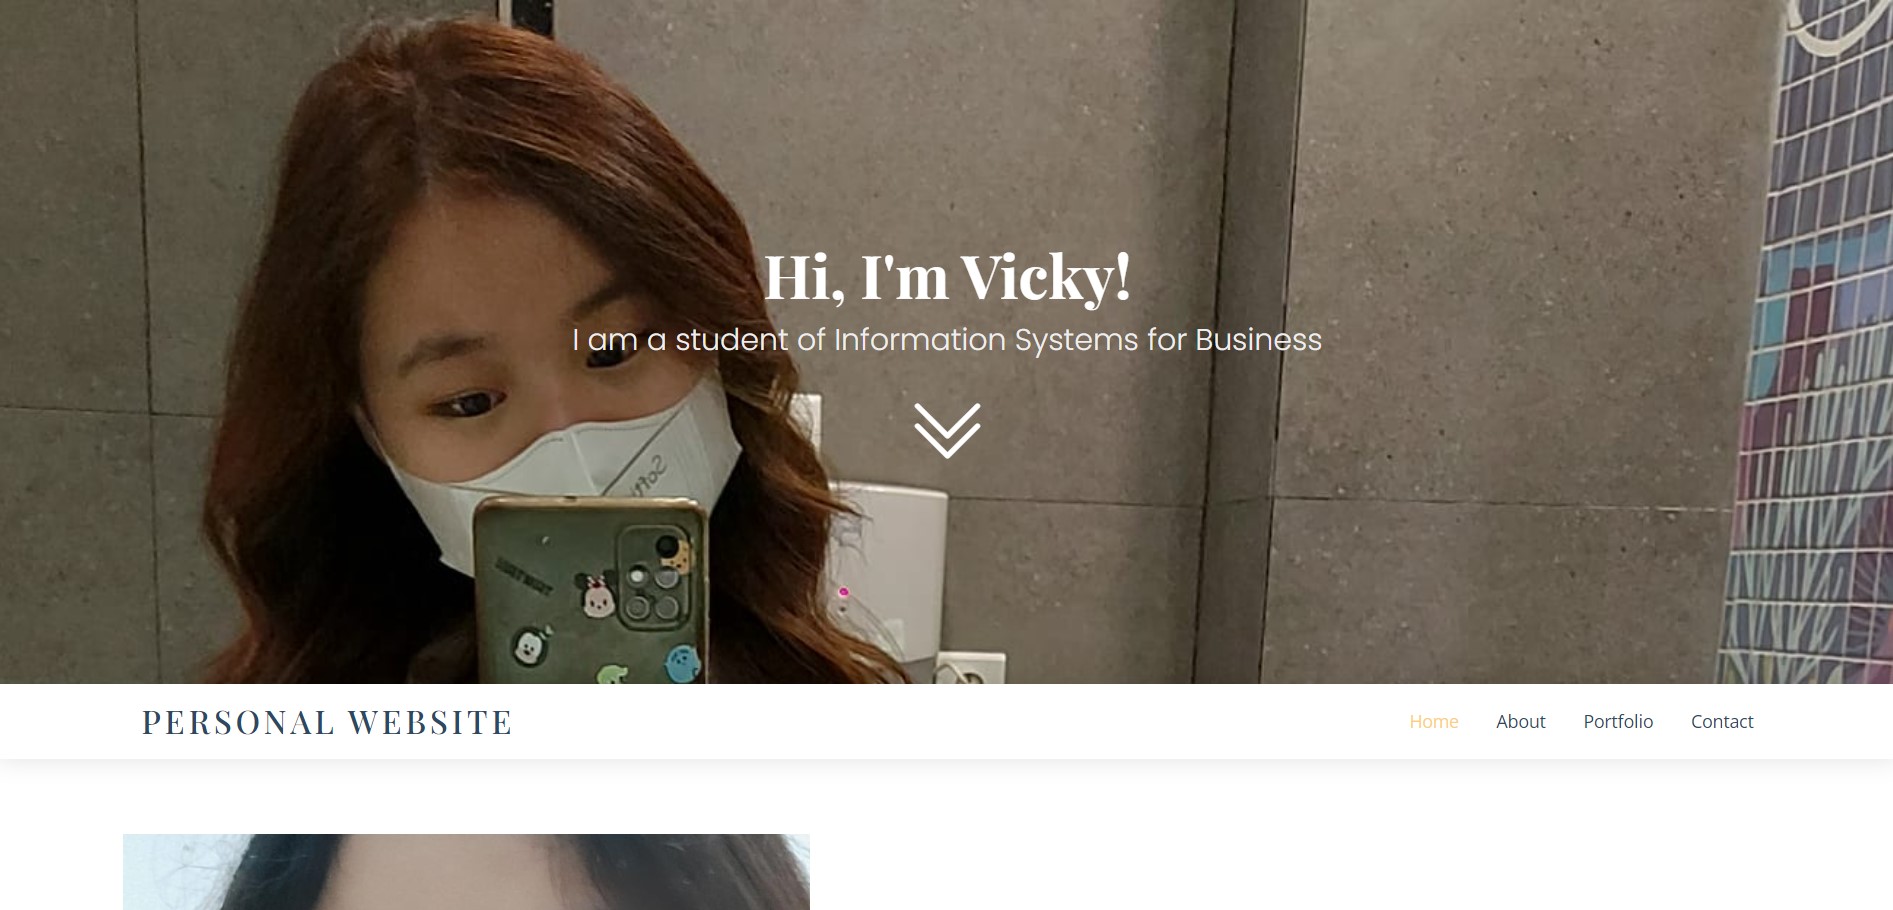 Hi, I'm Vicky!
I am a student of Information Systems for Business
PERSONAL WEBSITE
Home About Portfolio Contact